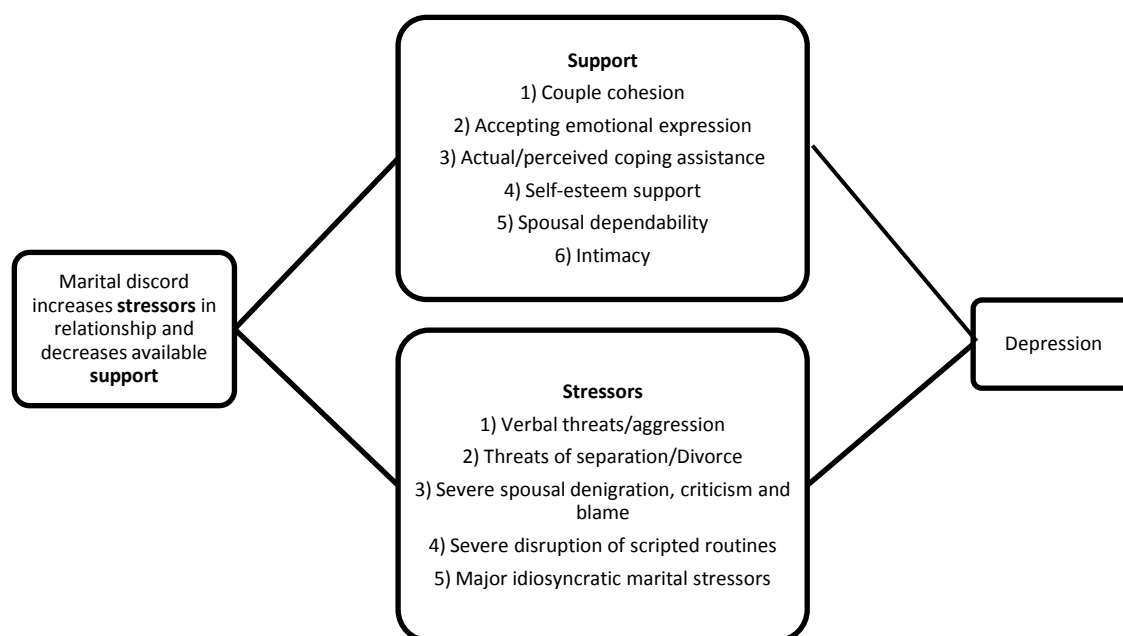 Support
1) Couple cohesion
2) Accepting emotional expression
3) Actual/perceived coping assistance
4) Self-esteem support
5) Spousal dependability
6) Intimacy
Marital discord
increases stressors in
relationship and
decreases available
support
Depression
Stressors
1) Verbal threats/aggression
2) Threats of separation/Divorce
3) Severe spousal denigration, criticism and
blame
4) Severe disruption of scripted routines
5) Major idiosyncratic marital stressors